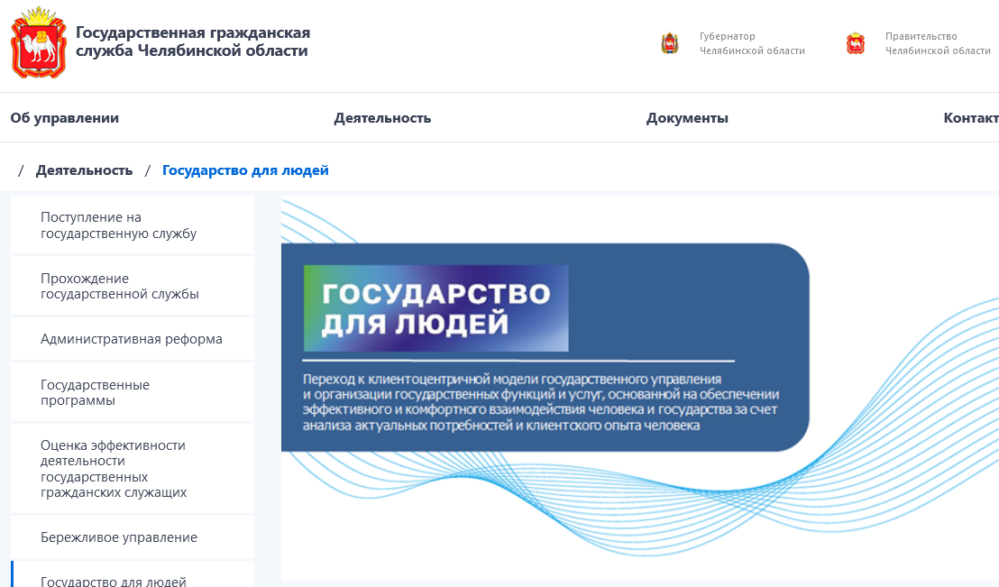 Государственная гражданская
служба Челябинской области
Губернатор
Челябинской области
Правительство
Челябинской области
Об управлении
Деятельность
Документы
Контакт
/ Деятельность / Государство для людей
Поступление на
государственную службу
Прохождение
государственной службы
Административная реформа
Государственные
программы
Оценка эффективности
деятельности
государственных
гражданских служащих
Бережливое управление
Государство для людей
ГОСУДАРСТВО
ДЛЯ ЛЮДЕЙ
Переход к клиентоцентричной модели государственного управления
и организации государственных функций и услуг, основанной на обеспечении
эффективного и комфортного взаимодействия человека и государства за счет
анализа актуальных потребностей и клиентского опыта человека